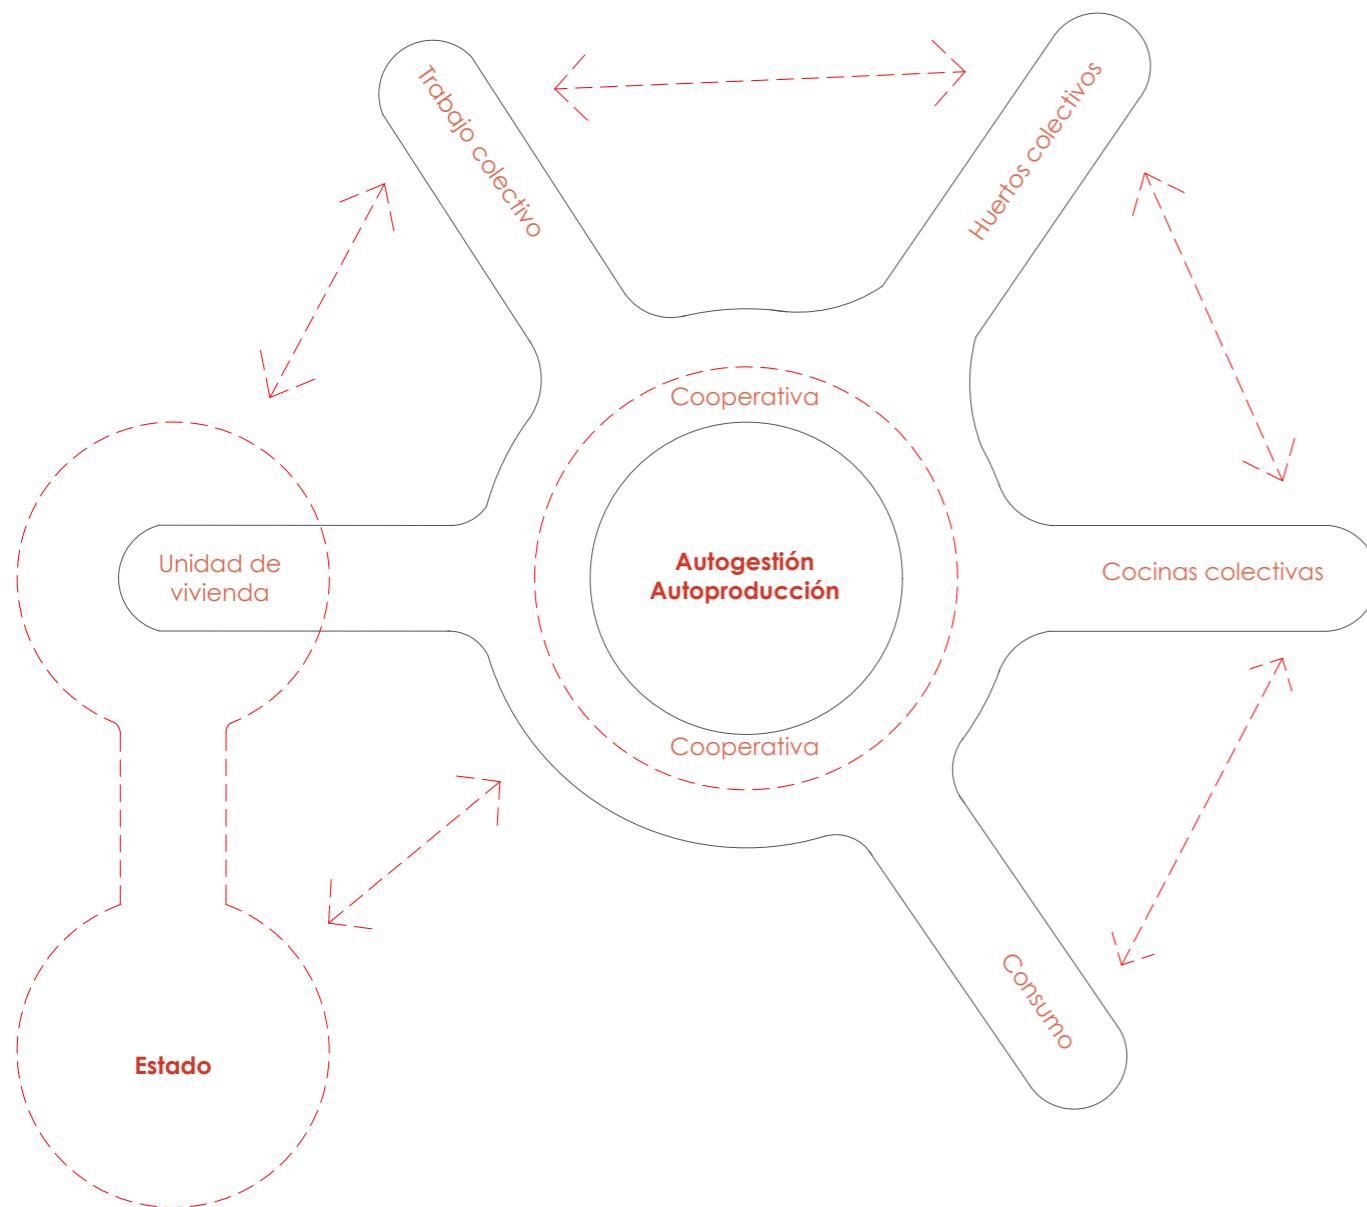 Trabajo colectivo
Huertos colectivos
Cooperativa
Unidad de
vivienda
Autogestión
Autoproducción
Cocinas colectivas
Cooperativa
Consumo
Estado